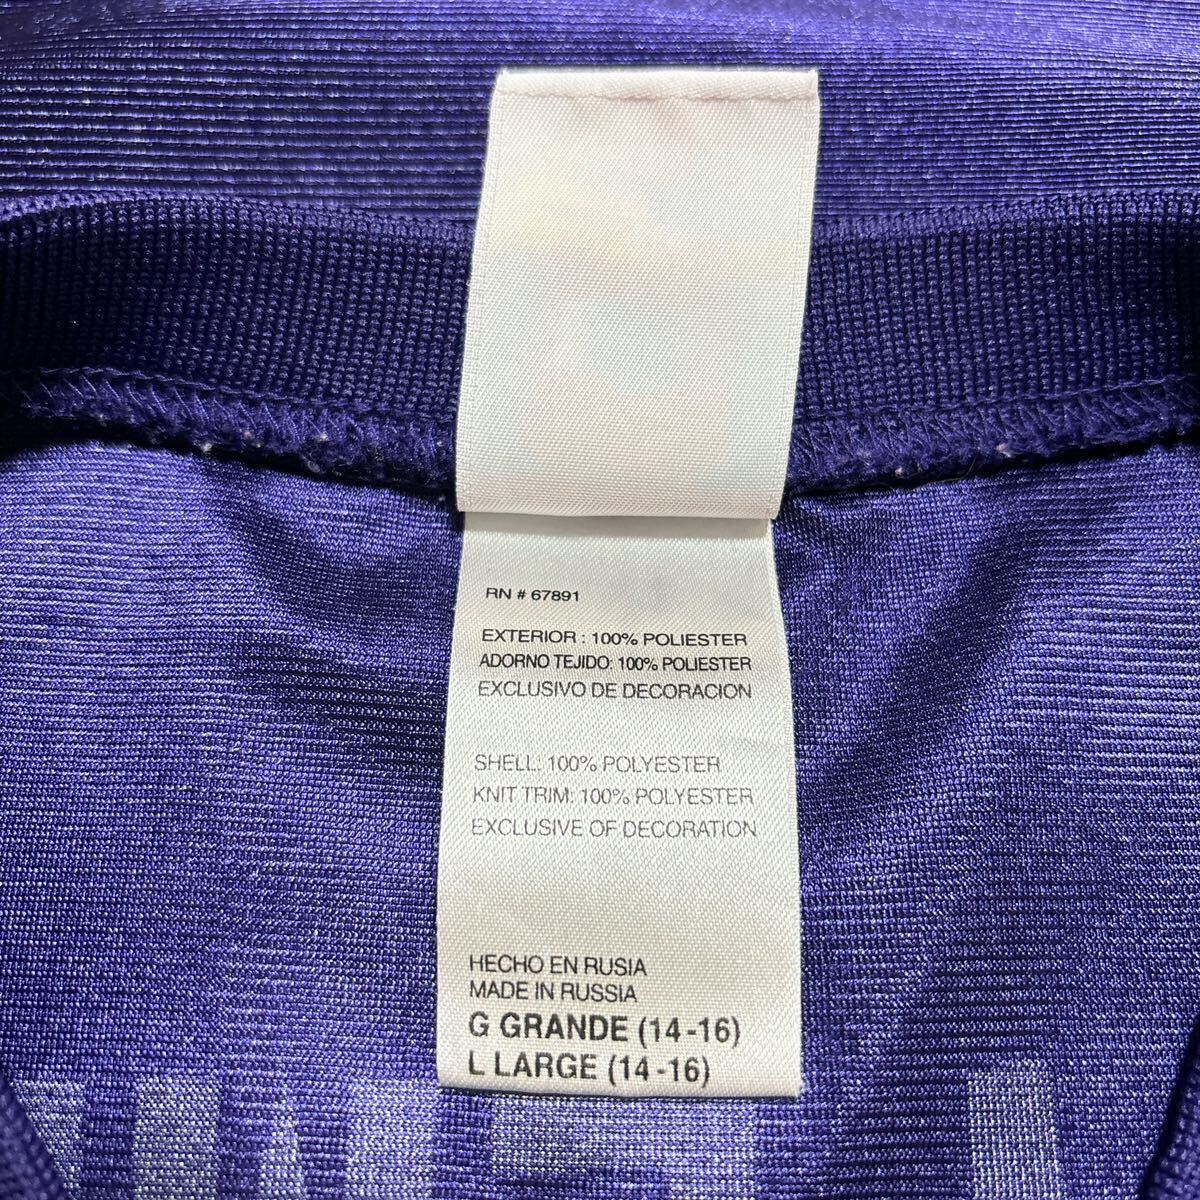 RN # 67891
EXTERIOR : 100% POLIESTER
ADORNO TEJIDO: 100% POLIESTER
EXCLUSIVO DE DECORACION
SHELL: 100% POLYESTER
KNIT TRIM: 100% POLYESTER
EXCLUSIVE OF DECORATION
HECHO EN RUSIA
MADE IN RUSSIA
G GRANDE (14-16)
L LARGE (14-16)